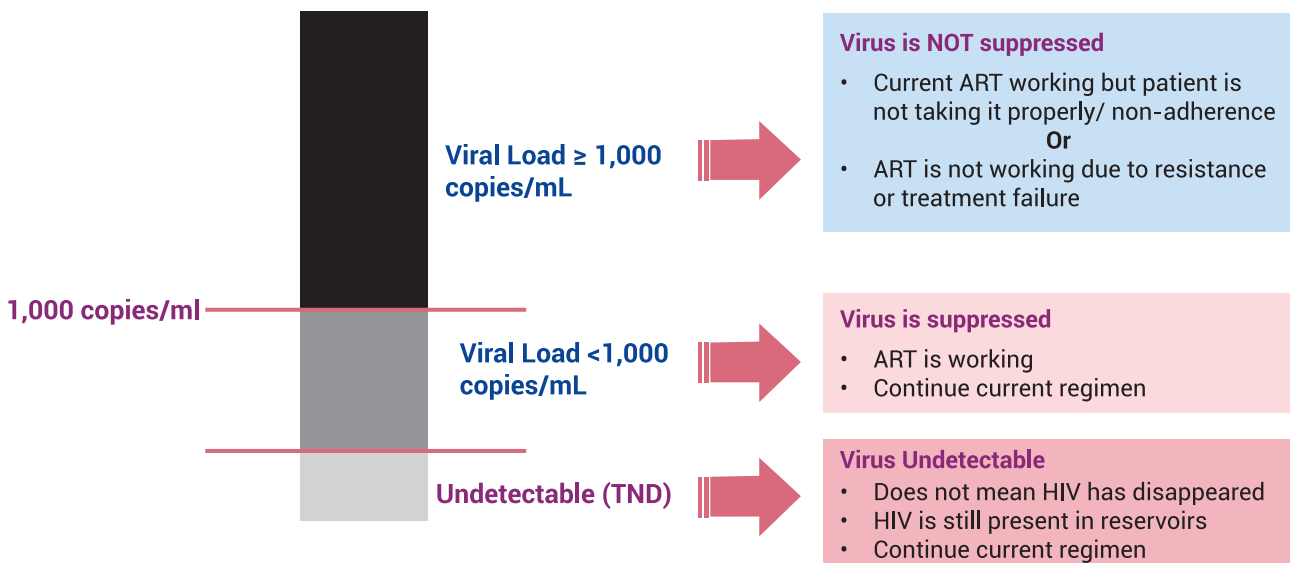 Virus is NOT suppressed
• Current ART working but patient is
not taking it properly/ non-adherence
Or
• ART is not working due to resistance
or treatment failure
Viral Load ≥ 1,000
copies/mL
1,000 copies/ml
Virus is suppressed
• ART is working
• Continue current regimen
Viral Load <1,000
copies/mL
Virus Undetectable
• Does not mean HIV has disappeared
• HIV is still present in reservoirs
• Continue current regimen
Undetectable (TND)